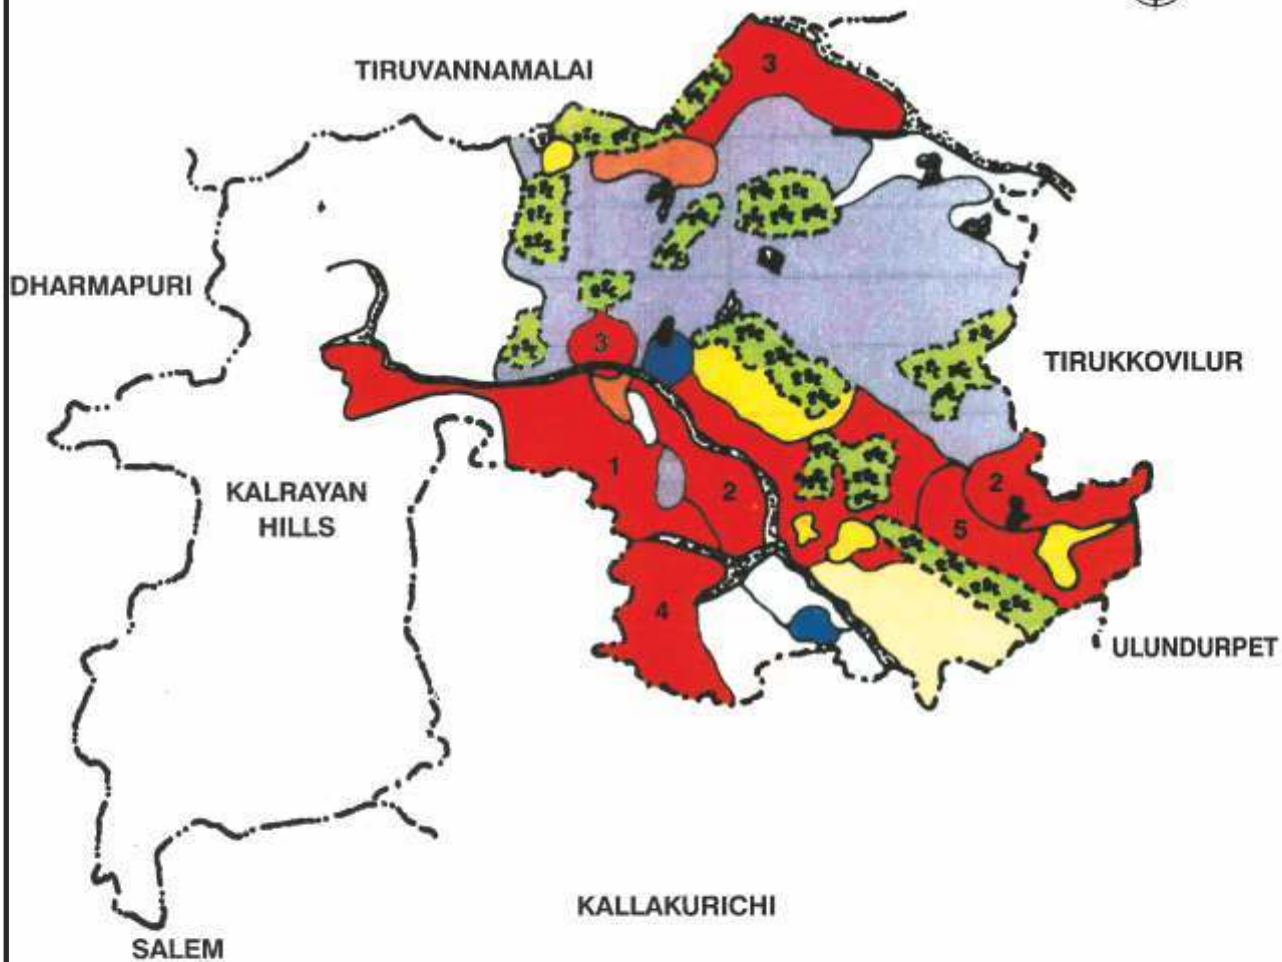 3
TIRUVANNAMALAI
DHARMAPURI
3
TIRUKKOVILUR
KALRAYAN
HILLS
1
2
2
5
4
ULUNDURPET
KALLAKURICHI
SALEM